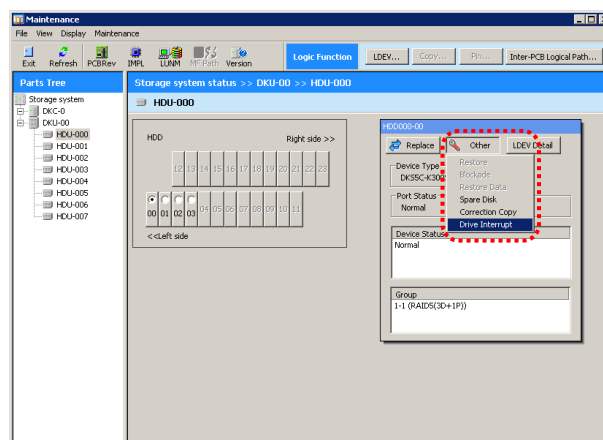 Maintenance
File View Display Maintenance
Exit Refresh PCBRev IMPL LUNM MF Path Version Logic Function LDEV... Copy... Pin... Inter-PCB Logical Path...
Parts Tree
Storage system
DKC-0
DKU-00
HDU-000
HDU-001
HDU-002
HDU-003
HDU-004
HDU-005
HDU-006
HDU-007
Storage system status >> DKU-00 >> HDU-000
HDU-000
HDD Right side >>
12 13 14 15 16 17 18 19 20 21 22 23
00 01 02 03 04 05 06 07 08 09 10 11
<<Left side
HDD000-00
Replace Other LDEV Detail
Restore
Blockade
Restore Data
Spare Disk
Correction Copy
Drive Interrupt
Device Type
DKS5C-K300
Port Status
Normal
Device Status
Normal
Group
1-1 (RAID5(3D+1P))